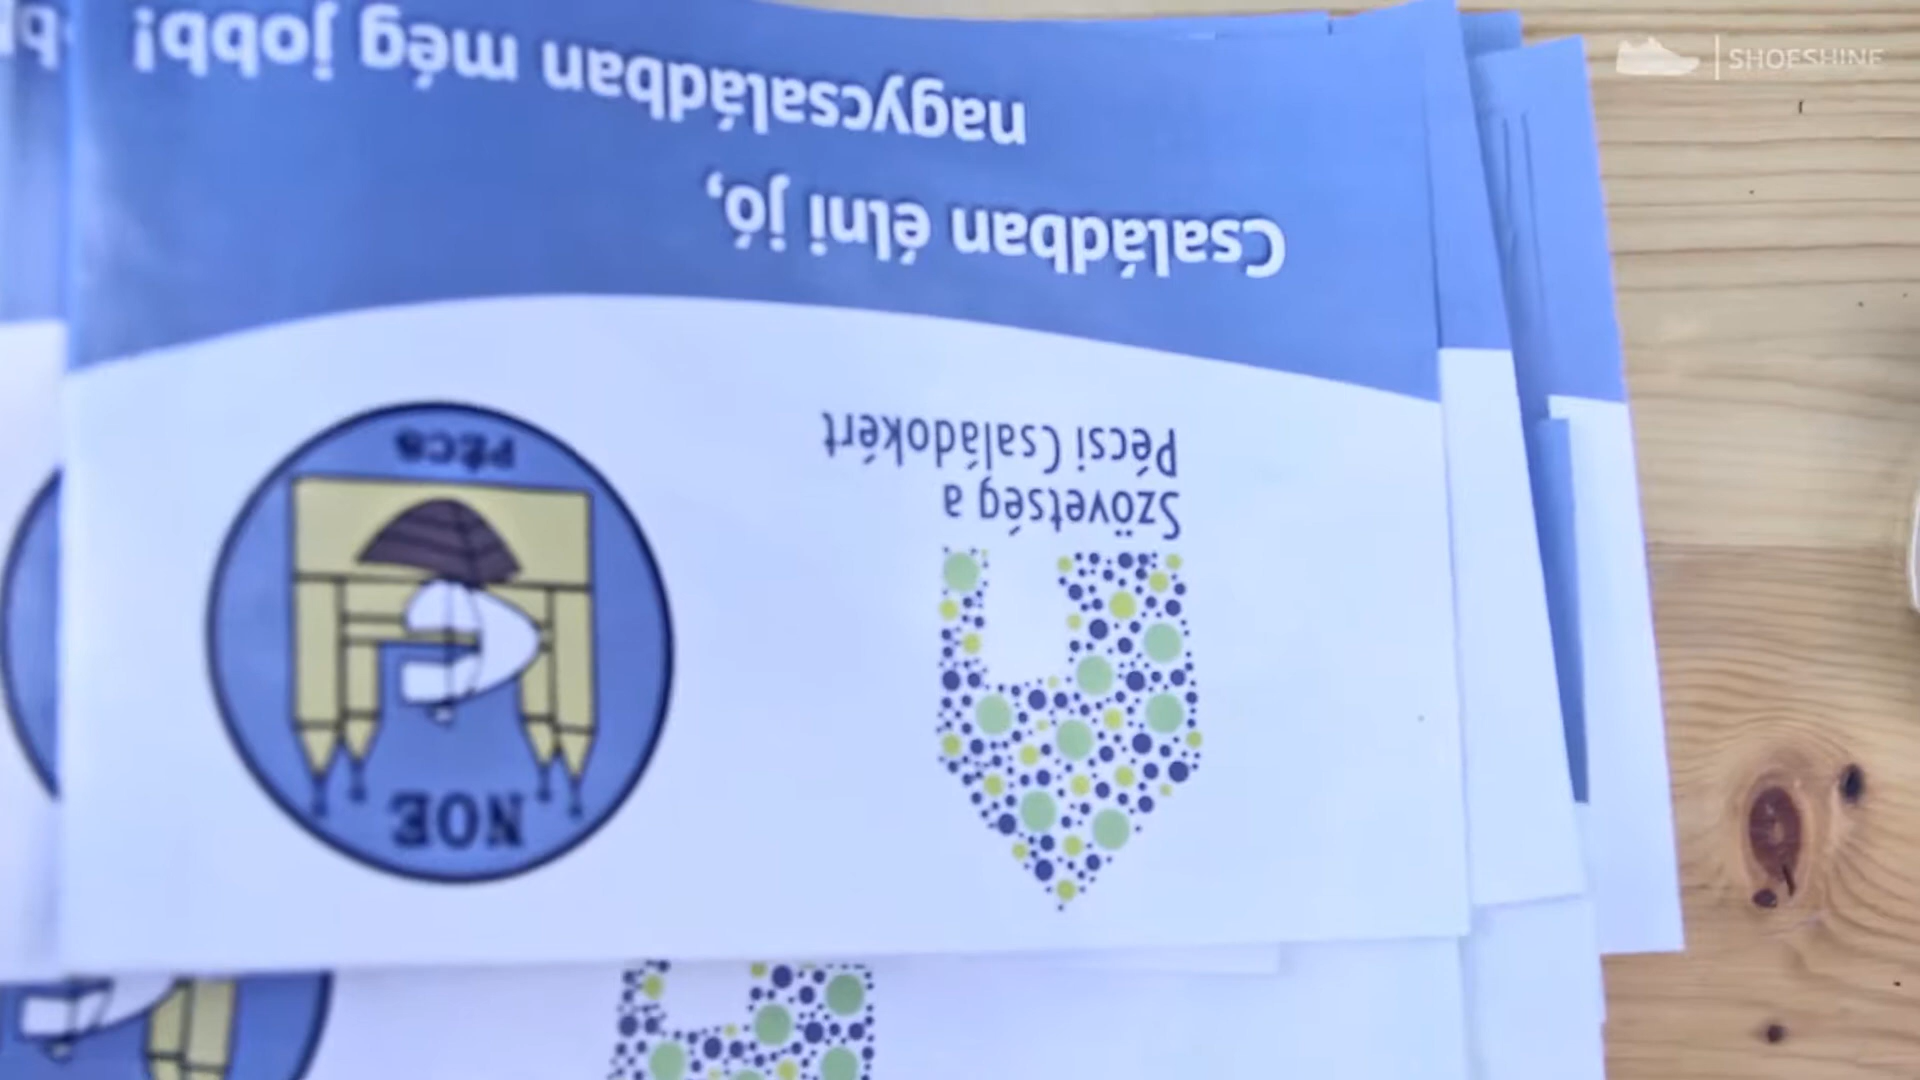 SHOESHINE
Családban élni jó,
nagycsaládban még jobb!
Szövetség a
Pécsi Családokért
NOE
PÉCS